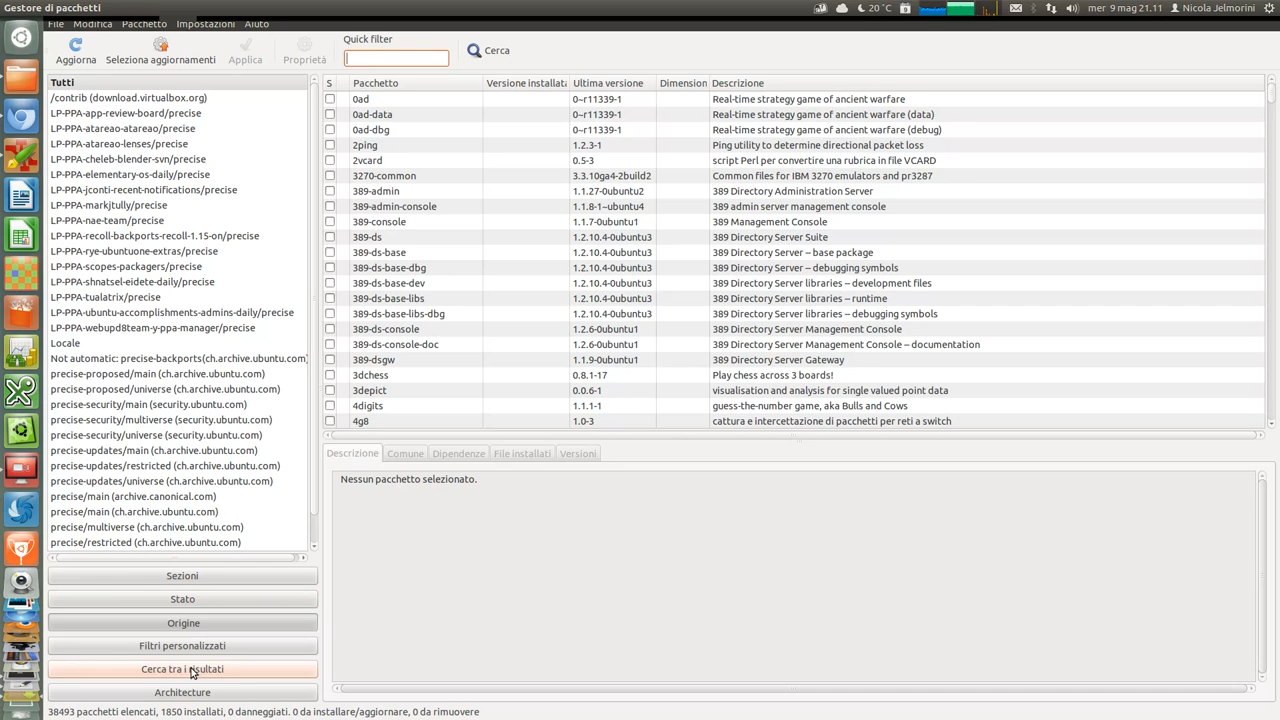 Gestore di pacchetti
20 °C
mer 9 mag 21.11
Nicola Jelmorini
File Modifica Pacchetto Impostazioni Aiuto
Aggiorna
Seleziona aggiornamenti
Applica
Proprietà
Quick filter
Cerca
Tutti
/contrib (download.virtualbox.org)
LP-PPA-app-review-board/precise
LP-PPA-atareao-atareao/precise
LP-PPA-atareao-lenses/precise
LP-PPA-cheleb-blender-svn/precise
LP-PPA-elementary-os-daily/precise
LP-PPA-jconti-recent-notifications/precise
LP-PPA-markjtully/precise
LP-PPA-nae-team/precise
LP-PPA-recoll-backports-recoll-1.15-on/precise
LP-PPA-rye-ubuntuone-extras/precise
LP-PPA-scopes-packagers/precise
LP-PPA-shnatsel-eidete-daily/precise
LP-PPA-tualatrix/precise
LP-PPA-ubuntu-accomplishments-admins-daily/precise
LP-PPA-webupd8team-y-ppa-manager/precise
Locale
Not automatic: precise-backports(ch.archive.ubuntu.com)
precise-proposed/main (ch.archive.ubuntu.com)
precise-proposed/universe (ch.archive.ubuntu.com)
precise-security/main (security.ubuntu.com)
precise-security/multiverse (security.ubuntu.com)
precise-security/universe (security.ubuntu.com)
precise-updates/main (ch.archive.ubuntu.com)
precise-updates/restricted (ch.archive.ubuntu.com)
precise-updates/universe (ch.archive.ubuntu.com)
precise/main (archive.canonical.com)
precise/main (ch.archive.ubuntu.com)
precise/multiverse (ch.archive.ubuntu.com)
precise/restricted (ch.archive.ubuntu.com)
Sezioni
Stato
Origine
Filtri personalizzati
Cerca tra i risultati
Architecture
S Pacchetto Versione installata Ultima versione Dimension Descrizione
0ad 0~r11339-1 Real-time strategy game of ancient warfare
0ad-data 0~r11339-1 Real-time strategy game of ancient warfare (data)
0ad-dbg 0~r11339-1 Real-time strategy game of ancient warfare (debug)
2ping 1.2.3-1 Ping utility to determine directional packet loss
2vcard 0.5-3 script Perl per convertire una rubrica in file VCARD
3270-common 3.3.10ga4-2build2 Common files for IBM 3270 emulators and pr3287
389-admin 1.1.27-0ubuntu2 389 Directory Administration Server
389-admin-console 1.1.8-1~ubuntu4 389 admin server management console
389-console 1.1.7-0ubuntu1 389 Management Console
389-ds 1.2.10.4-0ubuntu3 389 Directory Server Suite
389-ds-base 1.2.10.4-0ubuntu3 389 Directory Server – base package
389-ds-base-dbg 1.2.10.4-0ubuntu3 389 Directory Server – debugging symbols
389-ds-base-dev 1.2.10.4-0ubuntu3 389 Directory Server libraries – development files
389-ds-base-libs 1.2.10.4-0ubuntu3 389 Directory Server libraries – runtime
389-ds-base-libs-dbg 1.2.10.4-0ubuntu3 389 Directory Server libraries – debugging symbols
389-ds-console 1.2.6-0ubuntu1 389 Directory Server Management Console
389-ds-console-doc 1.2.6-0ubuntu1 389 Directory Server Management Console – documentation
389-dsgw 1.1.9-0ubuntu1 389 Directory Server Gateway
3dchess 0.8.1-17 Play chess across 3 boards!
3depict 0.0.6-1 visualisation and analysis for single valued point data
4digits 1.1.1-1 guess-the-number game, aka Bulls and Cows
4g8 1.0-3 cattura e intercettazione di pacchetti per reti a switch
Descrizione Comune Dipendenze File installati Versioni
Nessun pacchetto selezionato.
38493 pacchetti elencati, 1850 installati, 0 danneggiati. 0 da installare/aggiornare, 0 da rimuovere